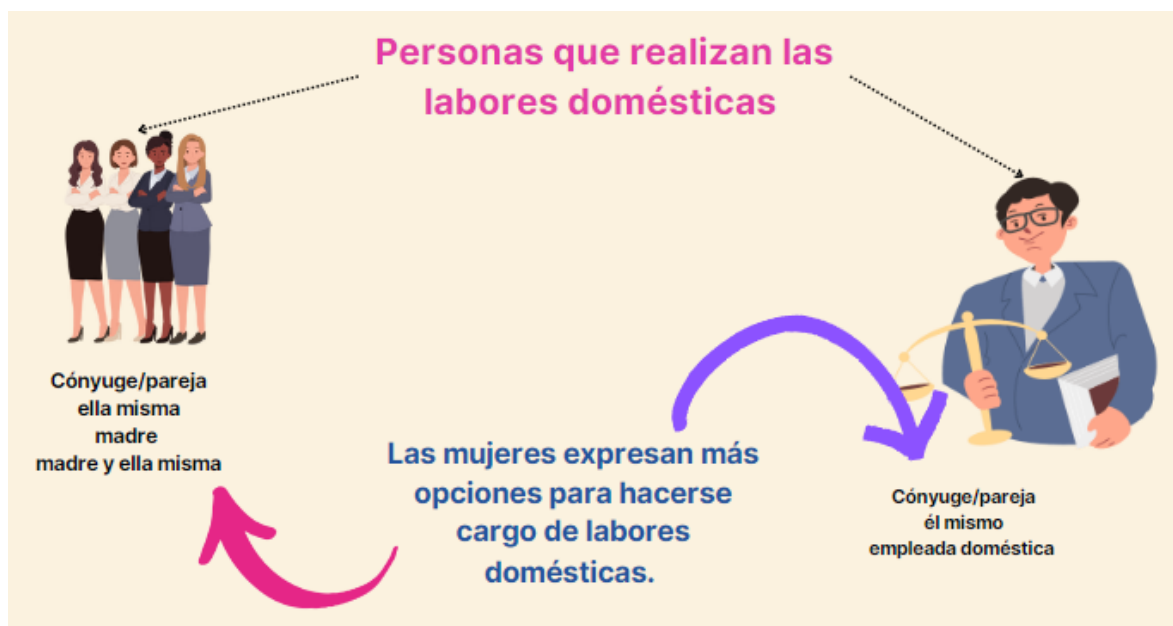 Personas que realizan las
labores domésticas
Cónyuge/pareja
ella misma
madre
madre y ella misma
Las mujeres expresan más
opciones para hacerse
cargo de labores
domésticas.
Cónyuge/pareja
él mismo
empleada doméstica